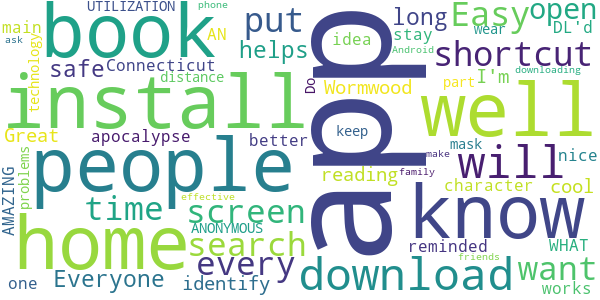 main
UTILIZATION
phone
ask
book
put
AN
long
Easy
open
stay
Android
wear
DL'd
technology
safe
Connecticut
helps
idea
shortcut
distance
Do
Wormwood
I'm
downloading
install
app
well
part
Great
apocalypse
better
keep
mask
nice
problems
people
reading
will
family
make
character
cool
AMAZING
time
effective
screen
know
home
ANONYMOUS
search
reminded
WHAT
every
download
friends
want
one
Everyone
identify
works